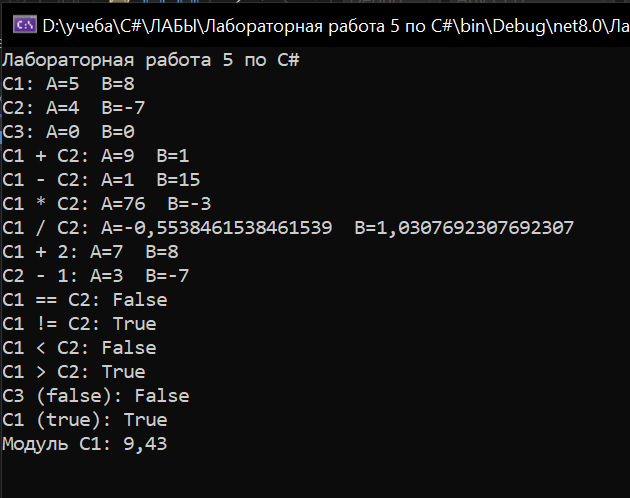 D:\учеба\C#\ЛАБЫ\Лабораторная работа 5 по C#\bin\Debug\net8.0\Ла
Лабораторная работа 5 по C#
C1: A=5  B=8
C2: A=4  B=-7
C3: A=0  B=0
C1 + C2: A=9  B=1
C1 - C2: A=1  B=15
C1 * C2: A=76  B=-3
C1 / C2: A=-0,5538461538461539  B=1,0307692307692307
C1 + 2: A=7  B=8
C2 - 1: A=3  B=-7
C1 == C2: False
C1 != C2: True
C1 < C2: False
C1 > C2: True
C3 (false): False
C1 (true): True
Модуль C1: 9,43